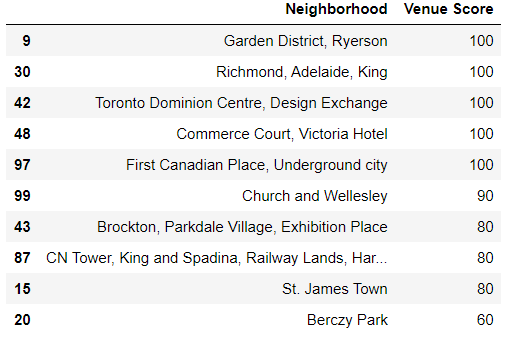 Neighborhood Venue Score
9 Garden District, Ryerson 100
30 Richmond, Adelaide, King 100
42 Toronto Dominion Centre, Design Exchange 100
48 Commerce Court, Victoria Hotel 100
97 First Canadian Place, Underground city 100
99 Church and Wellesley 90
43 Brockton, Parkdale Village, Exhibition Place 80
87 CN Tower, King and Spadina, Railway Lands, Har... 80
15 St. James Town 80
20 Berczy Park 60